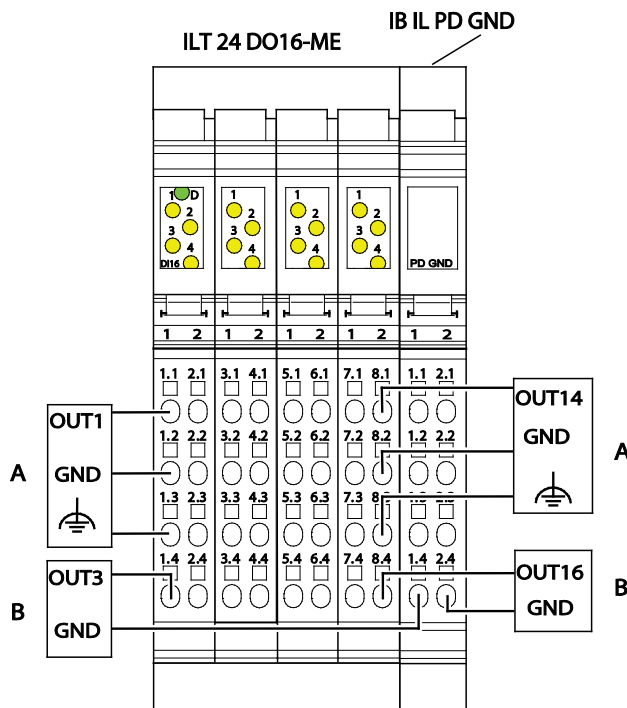 IB IL PD GND
ILT 24 DO16-ME
1 D 1 1 1
2 2 2 2
3 3 3 3
4 4 4 4
DI16 PD GND
1 2 1 2 1 2 1 2 1 2
1.1 2.1 3.1 4.1 5.1 6.1 7.1 8.1 1.1 2.1
OUT1 OUT14
1.2 2.2 3.2 4.2 5.2 6.2 7.2 8.2 1.2 2.2
GND GND
A A
1.3 2.3 3.3 4.3 5.3 6.3 7.3
1.4 2.4 3.4 4.4 5.4 6.4 7.4 8.4 1.4 2.4
OUT3 OUT16
B B
GND GND